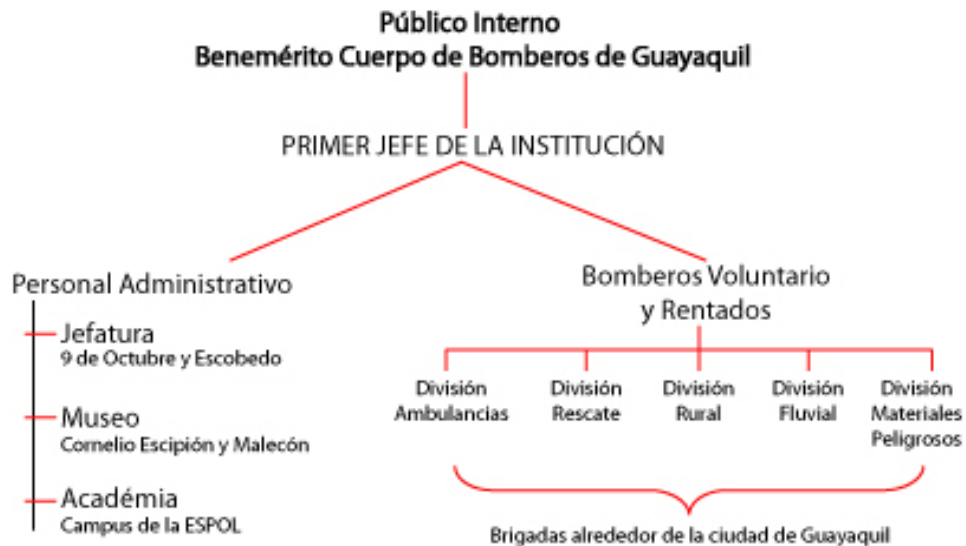 Público Interno
Benemérito Cuerpo de Bomberos de Guayaquil
PRIMER JEFE DE LA INSTITUCIÓN
Personal Administrativo
Jefatura
9 de Octubre y Escobedo
Museo
Cornelio Escipión y Malecón
Académia
Campus de la ESPOL
Bomberos Voluntario
y Rentados
División
Ambulancias
División
Rescate
División
Rural
División
Fluvial
División
Materiales
Peligrosos
Brigadas alrededor de la ciudad de Guayaquil